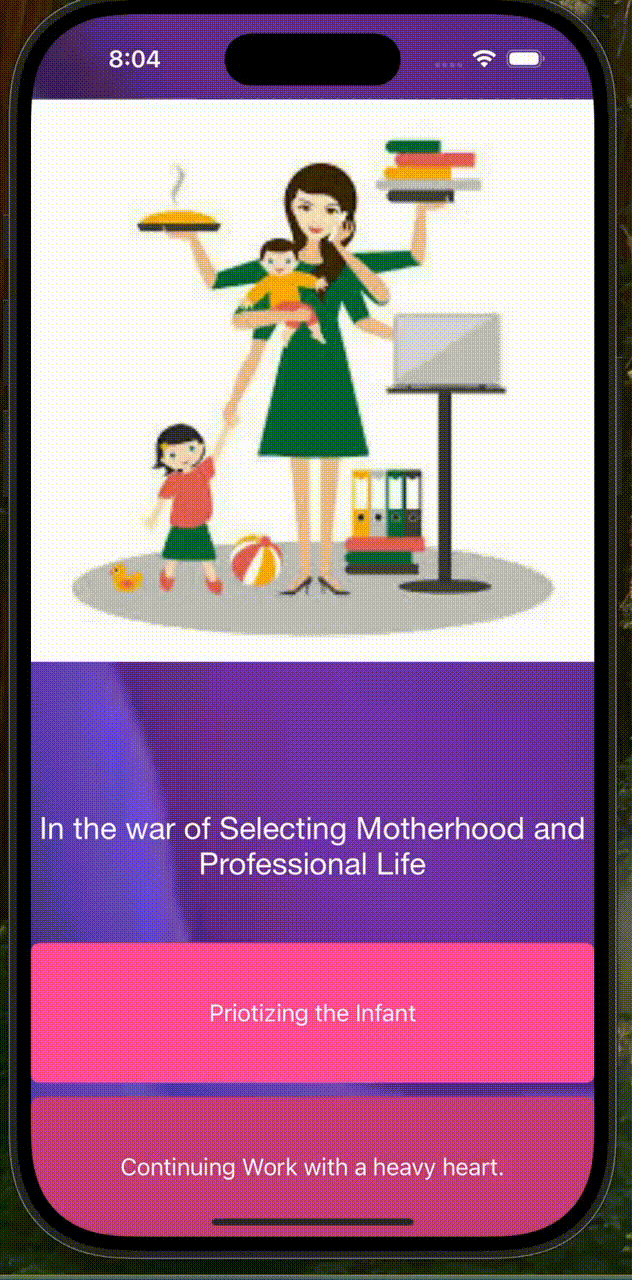 8:04
In the war of Selecting Motherhood and
Professional Life
Priotizing the Infant
Continuing Work with a heavy heart.